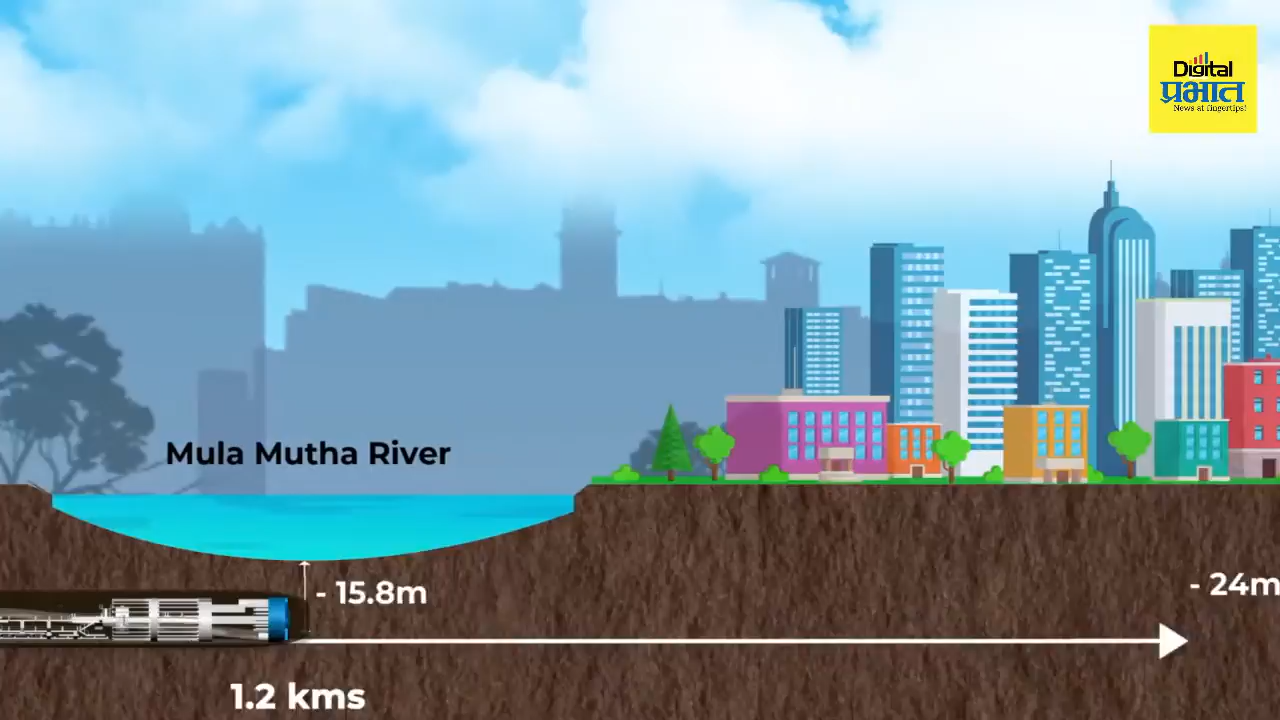 Digital
प्रभात
News at fingertips!
Mula Mutha River
- 15.8m
- 24m
1.2 kms